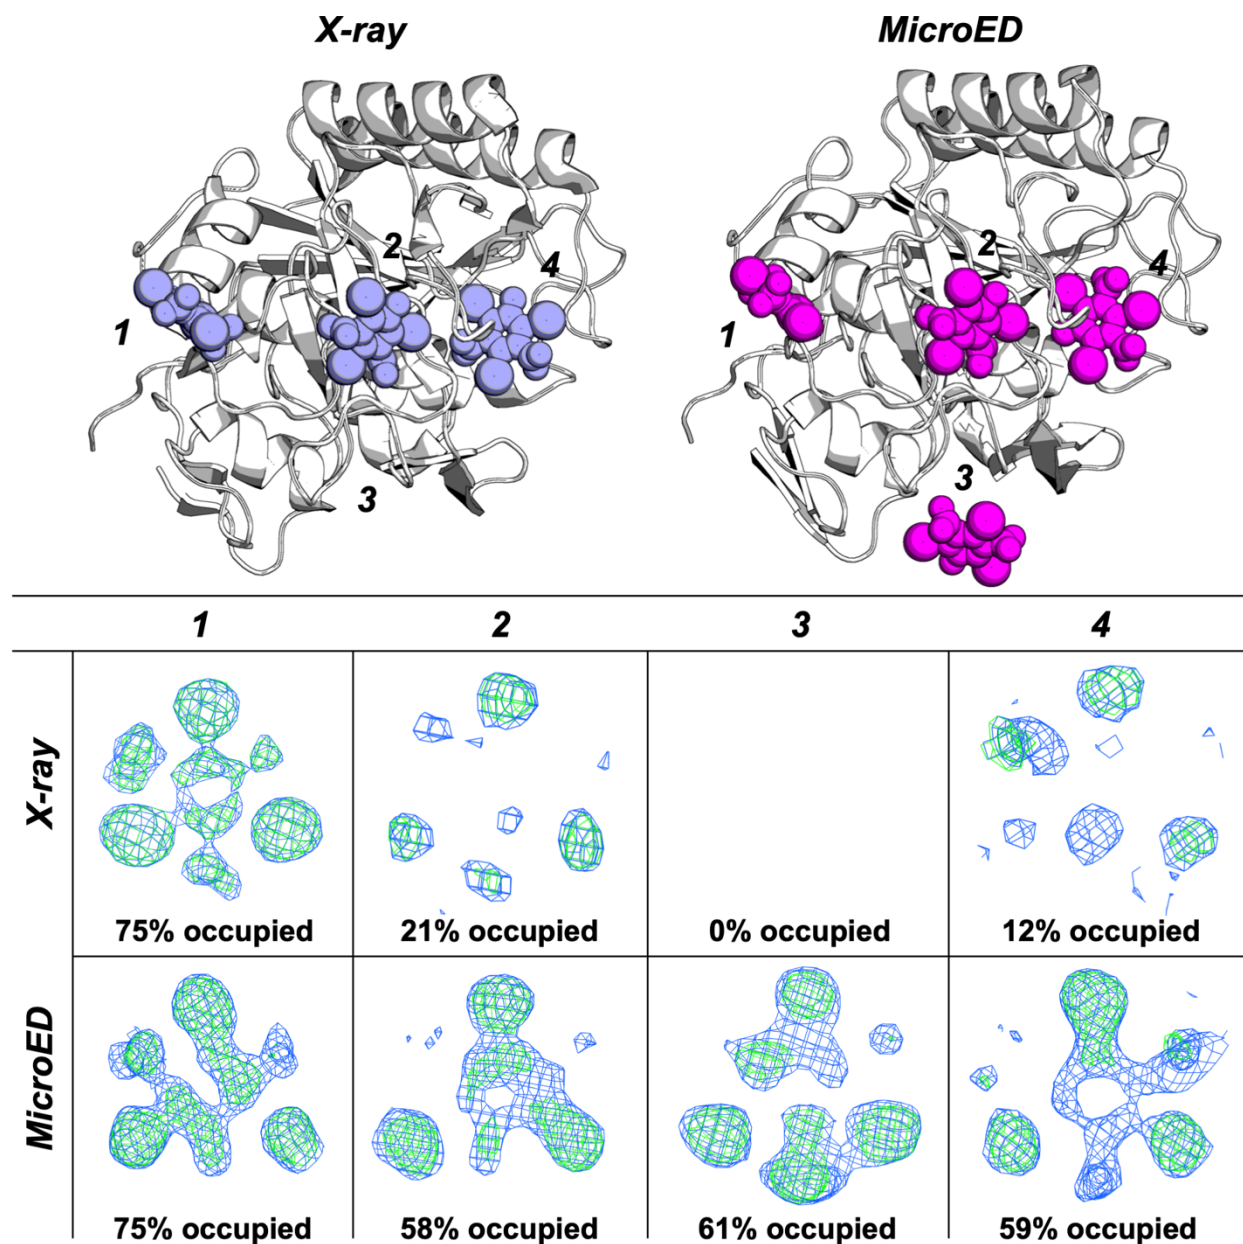 X-ray MicroED
2 2
4 4
1 1
3
3
1 2 3 4
X-ray
75% occupied 21% occupied 0% occupied 12% occupied
MicroED
75% occupied 58% occupied 61% occupied 59% occupied